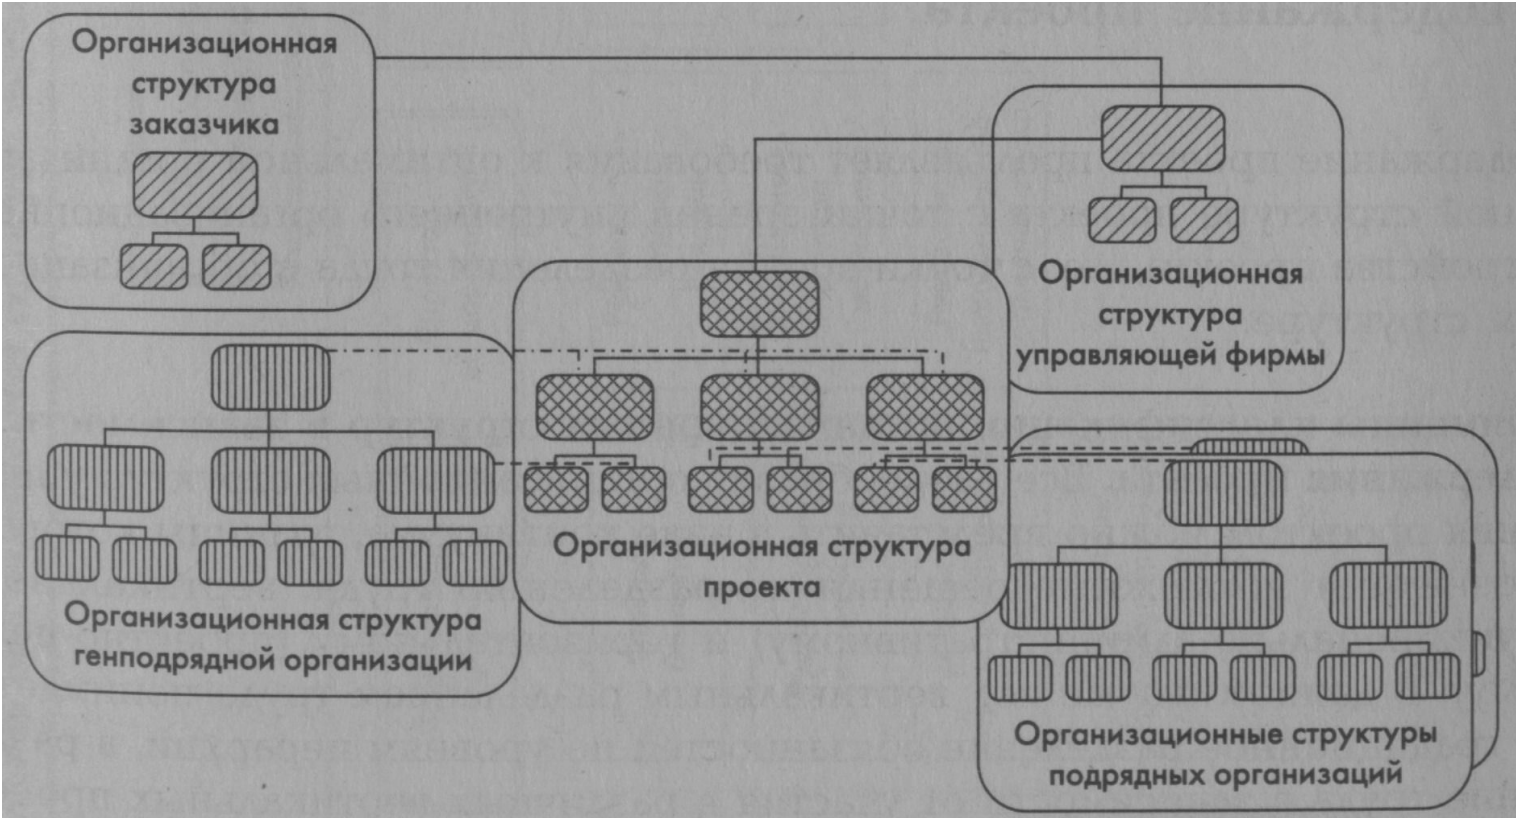 Организационная
структура
заказчика
Организационная
структура
управляющей фирмы
Организационная структура
проекта
Организационная структура
генподрядной организации
Организационные структуры
подрядных организаций